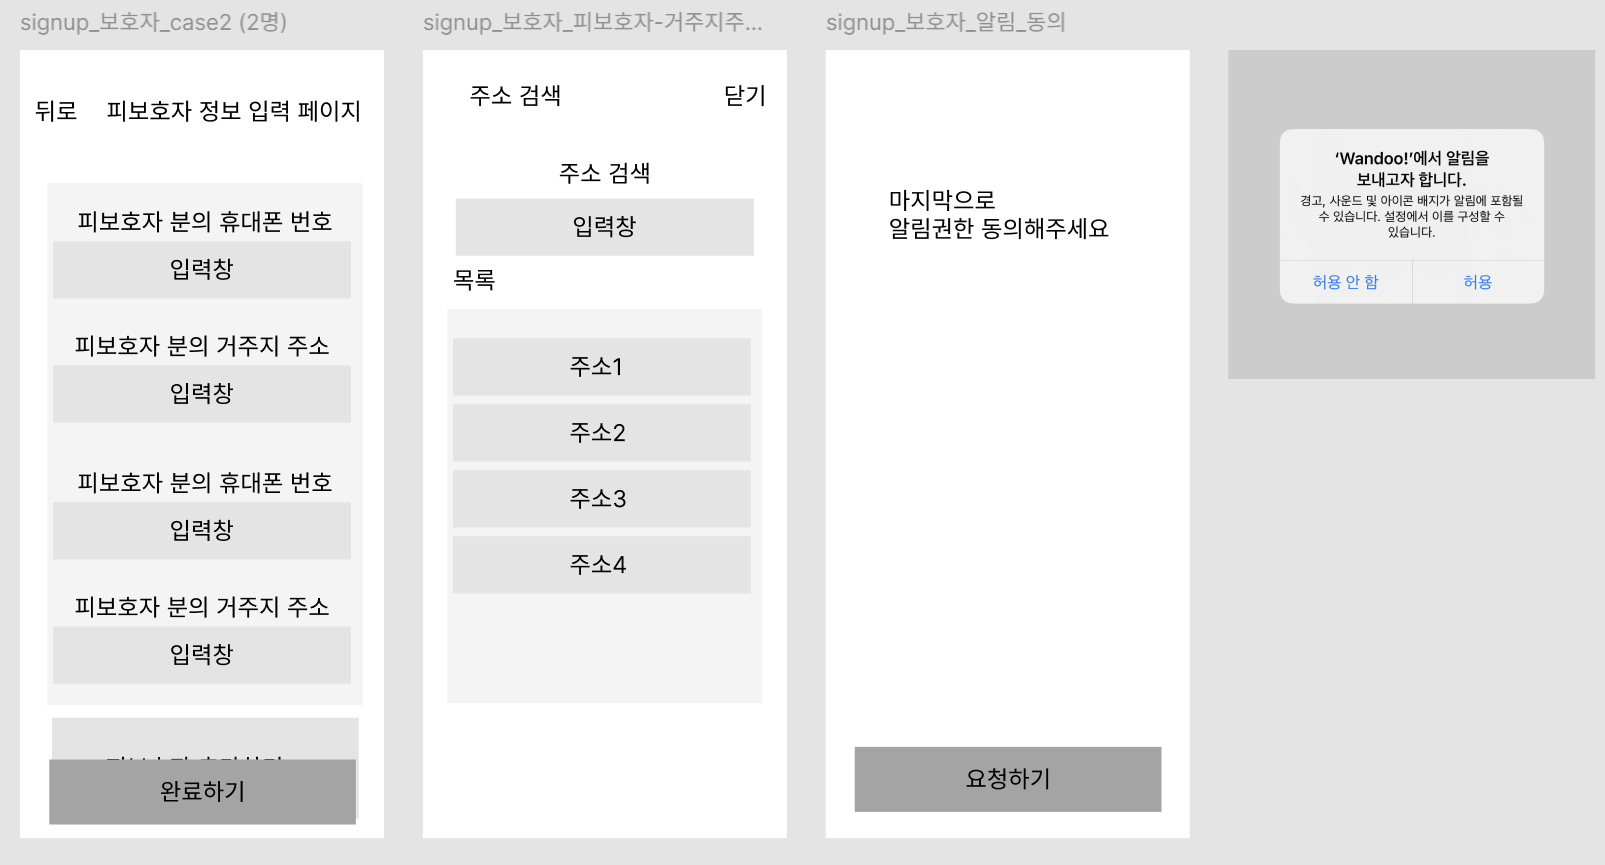 signup_보호자_case2 (2명)
뒤로 피보호자 정보 입력 페이지
피보호자 분의 휴대폰 번호
입력창
피보호자 분의 거주지 주소
입력창
피보호자 분의 휴대폰 번호
입력창
피보호자 분의 거주지 주소
입력창
완료하기
signup_보호자_피보호자-거주지주...
주소 검색 닫기
주소 검색
입력창
목록
주소1
주소2
주소3
주소4
signup_보호자_알림_동의
마지막으로
알림권한 동의해주세요
요청하기
‘Wandoo!’에서 알림을
보내고자 합니다.
경고, 사운드 및 아이콘 배지가 알림에 포함될
수 있습니다. 설정에서 이를 구성할 수
있습니다.
허용 안 함 허용